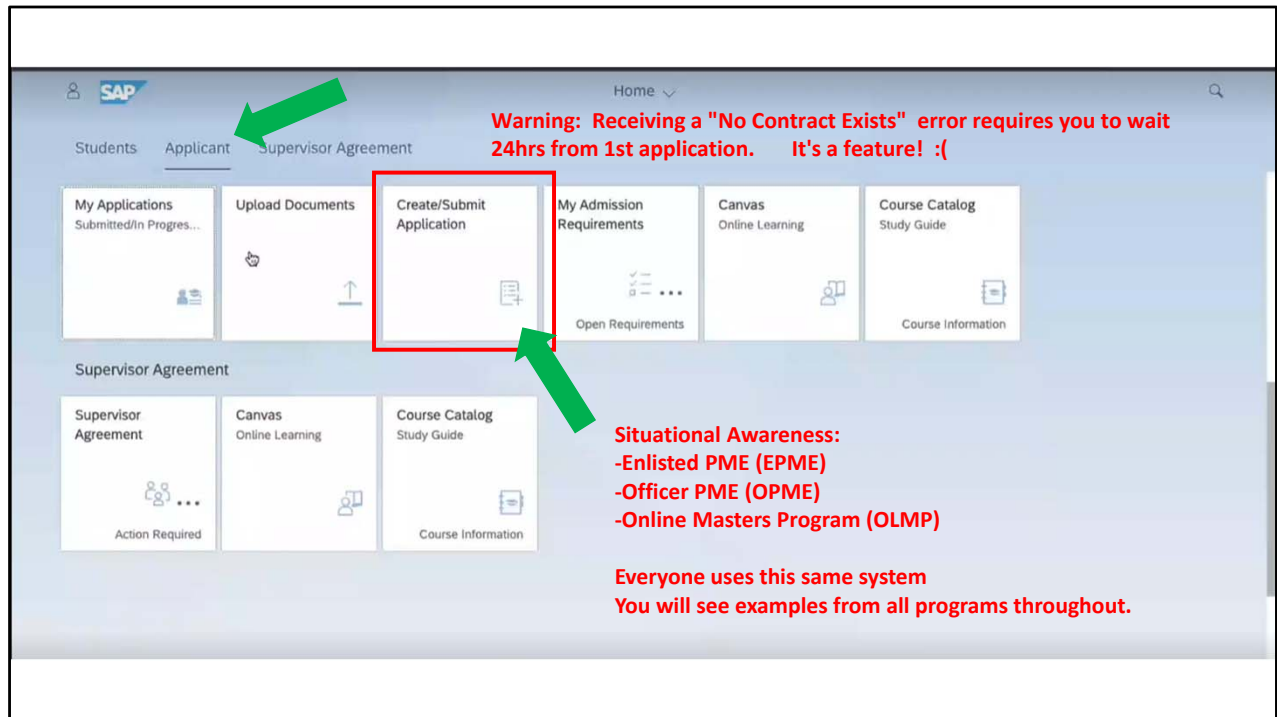 SAP
Home
Warning: Receiving a "No Contract Exists" error requires you to wait
24hrs from 1st application. It's a feature! :(
Students Applicant Supervisor Agreement
My Applications
Submitted/In Progres...
Upload Documents
Create/Submit
Application
My Admission
Requirements
...
Open Requirements
Canvas
Online Learning
Course Catalog
Study Guide
Course Information
Supervisor Agreement
Supervisor
Agreement
...
Action Required
Canvas
Online Learning
Course Catalog
Study Guide
Course Information
Situational Awareness:
-Enlisted PME (EPME)
-Officer PME (OPME)
-Online Masters Program (OLMP)
Everyone uses this same system
You will see examples from all programs throughout.